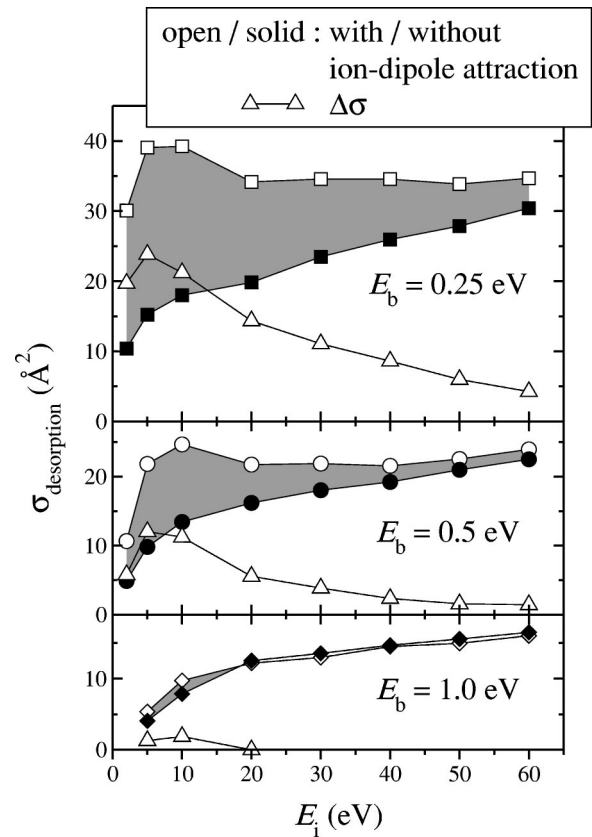 open / solid : with / without
ion-dipole attraction
Δσ
40
30
20
10
0
E_b = 0.25 eV
20
10
0
E_b = 0.5 eV
10
0
E_b = 1.0 eV
0 10 20 30 40 50 60
E_i (eV)
σ_desorption (Å²)